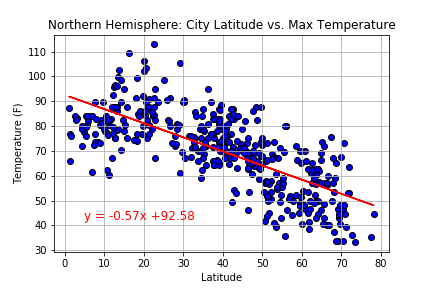 Northern Hemisphere: City Latitude vs. Max Temperature
Temperature (F)
110
100
90
80
70
60
50
40
30
y = -0.57x +92.58
0 10 20 30 40 50 60 70 80
Latitude